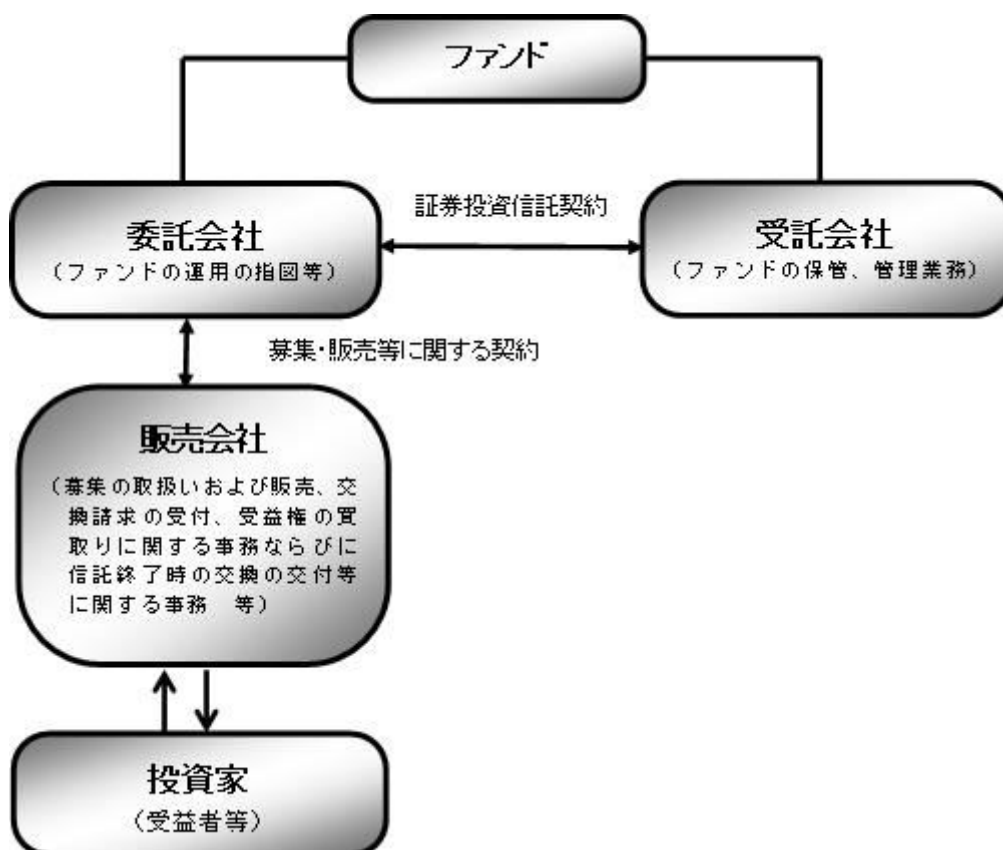 ファンド
証券投資信託契約
委託会社
（ファンドの運用の指図等）
受託会社
（ファンドの保管、管理業務）
募集・販売等に関する契約
販売会社
（募集の取扱いおよび販売、交
換請求の受付、受益権の買
取りに関する事務ならびに
信託終了時の交換の交付等
に関する事務　等）
投資家
（受益者等）